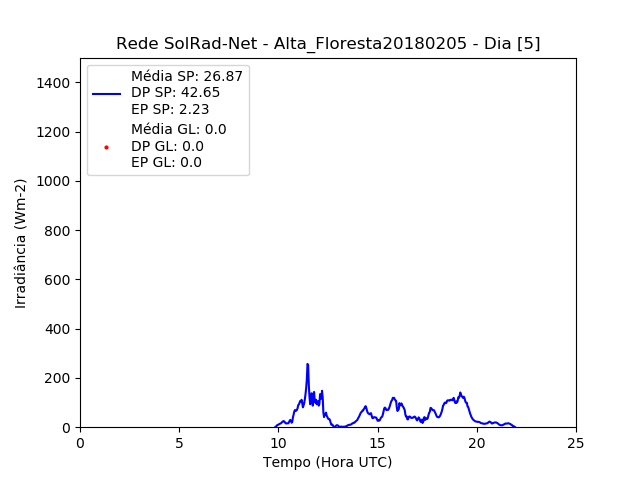 Rede SolRad-Net - Alta_Floresta20180205 - Dia [5]
Média SP: 26.87
DP SP: 42.65
EP SP: 2.23
Média GL: 0.0
DP GL: 0.0
EP GL: 0.0
1400
1200
1000
800
600
400
200
0
Irradiância (Wm-2)
0 5 10 15 20 25
Tempo (Hora UTC)